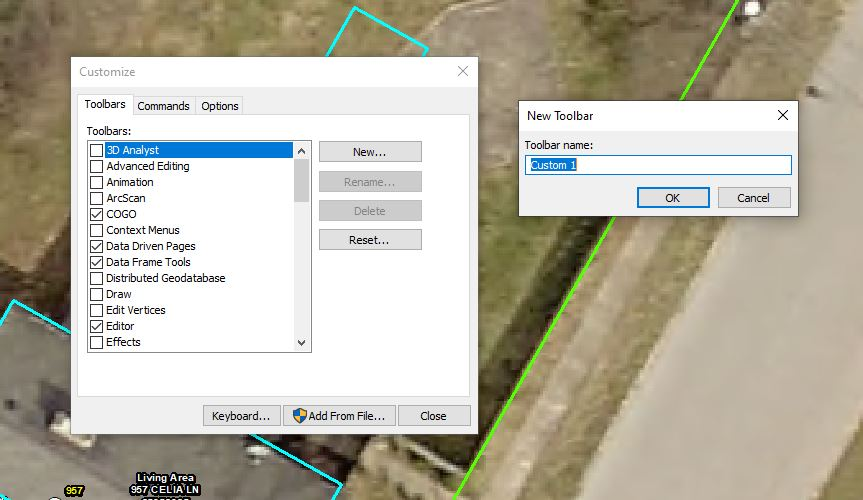 Customize
Toolbars
Commands
Options
Toolbars:
3D Analyst
Advanced Editing
Animation
ArcScan
COGO
Context Menus
Data Driven Pages
Data Frame Tools
Distributed Geodatabase
Draw
Edit Vertices
Editor
Effects
New...
Rename...
Delete
Reset...
Keyboard...
Add From File...
Close
New Toolbar
Toolbar name:
Custom 1
OK
Cancel
957
Living Area
957 CELIA LN